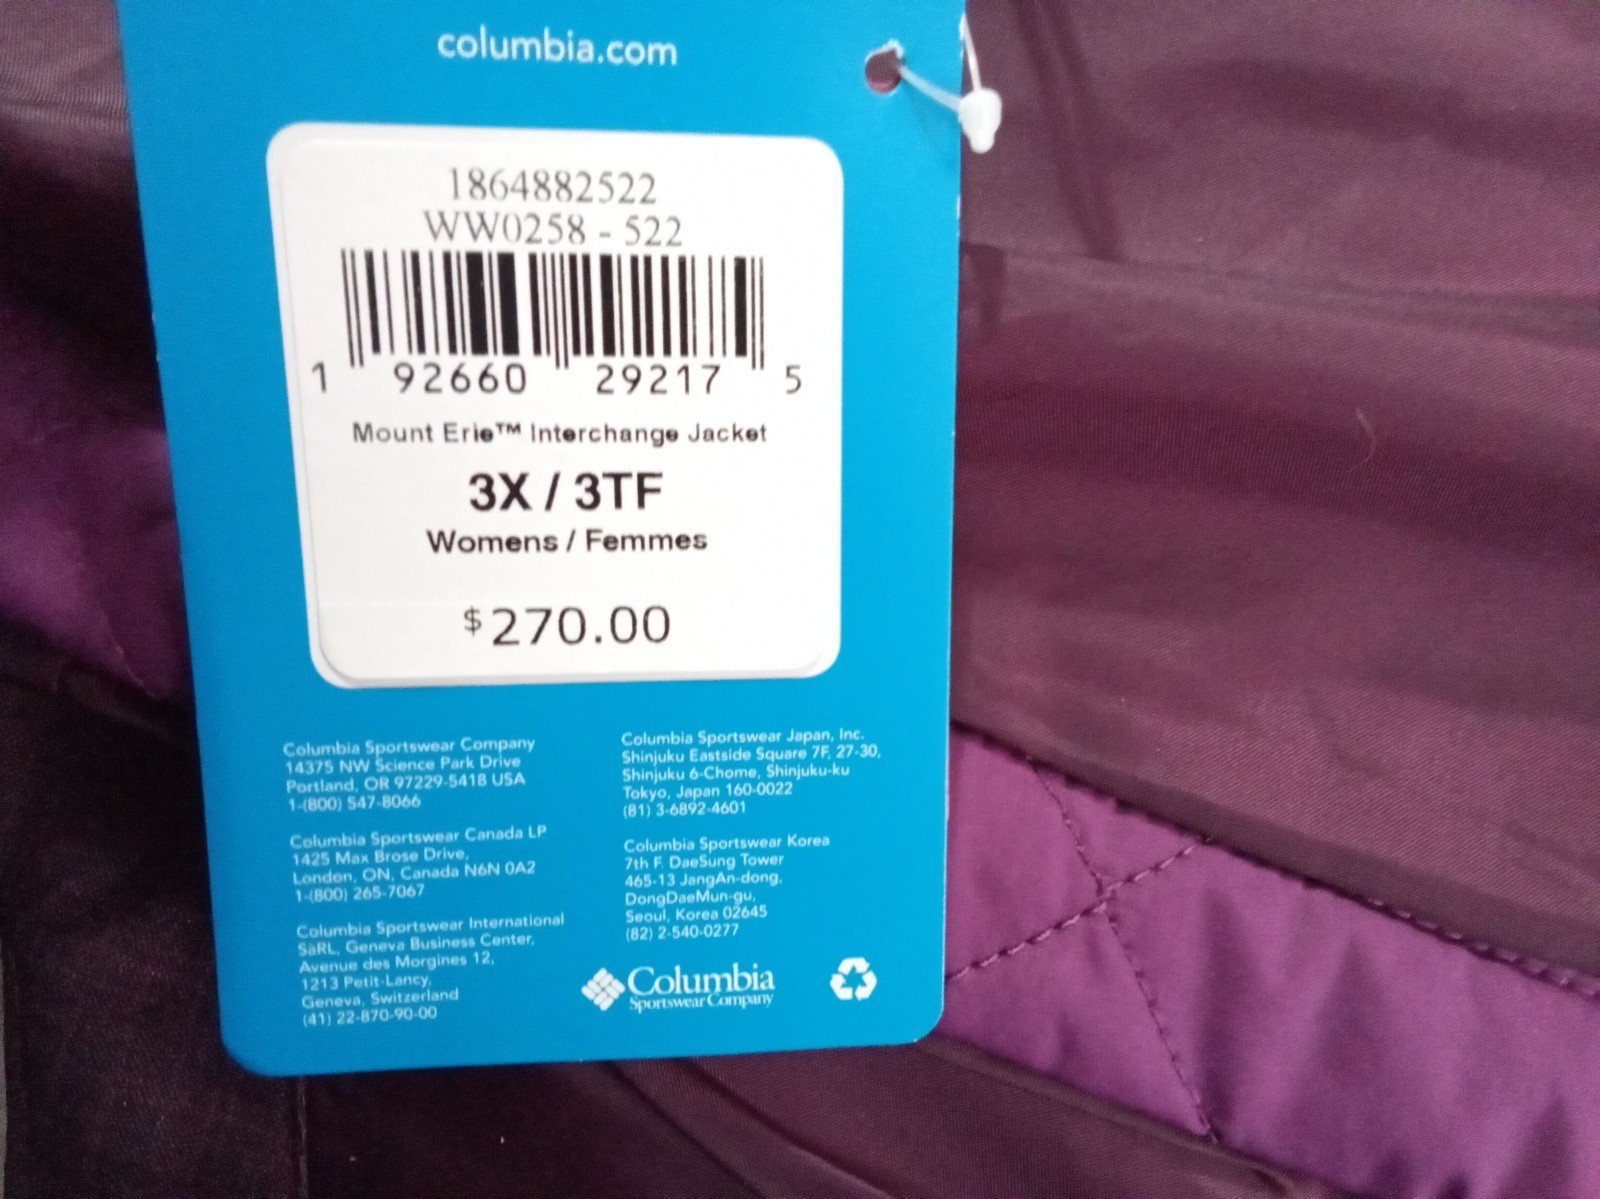 columbia.com
1864882522
WW0258 - 522
1 92660 29217 5
Mount Erie™ Interchange Jacket
3X / 3TF
Womens / Femmes
$270.00
Columbia Sportswear Company
14375 NW Science Park Drive
Portland, OR 97229-5418 USA
1-(800) 547-8066
Columbia Sportswear Canada LP
1425 Max Brose Drive,
London, ON, Canada N6N 0A2
1-(800) 265-7067
Columbia Sportswear International
SàRL, Geneva Business Center,
Avenue des Morgines 12,
1213 Petit-Lancy,
Geneva, Switzerland
(41) 22-870-90-00
Columbia Sportswear Japan, Inc.
Shinjuku Eastside Square 7F, 27-30,
Shinjuku 6-Chome, Shinjuku-ku
Tokyo, Japan 160-0022
(81) 3-6892-4601
Columbia Sportswear Korea
7th F. DaeSung Tower
465-13 JangAn-dong,
DongDaeMun-gu,
Seoul, Korea 02645
(82) 2-540-0277
Columbia
Sportswear Company